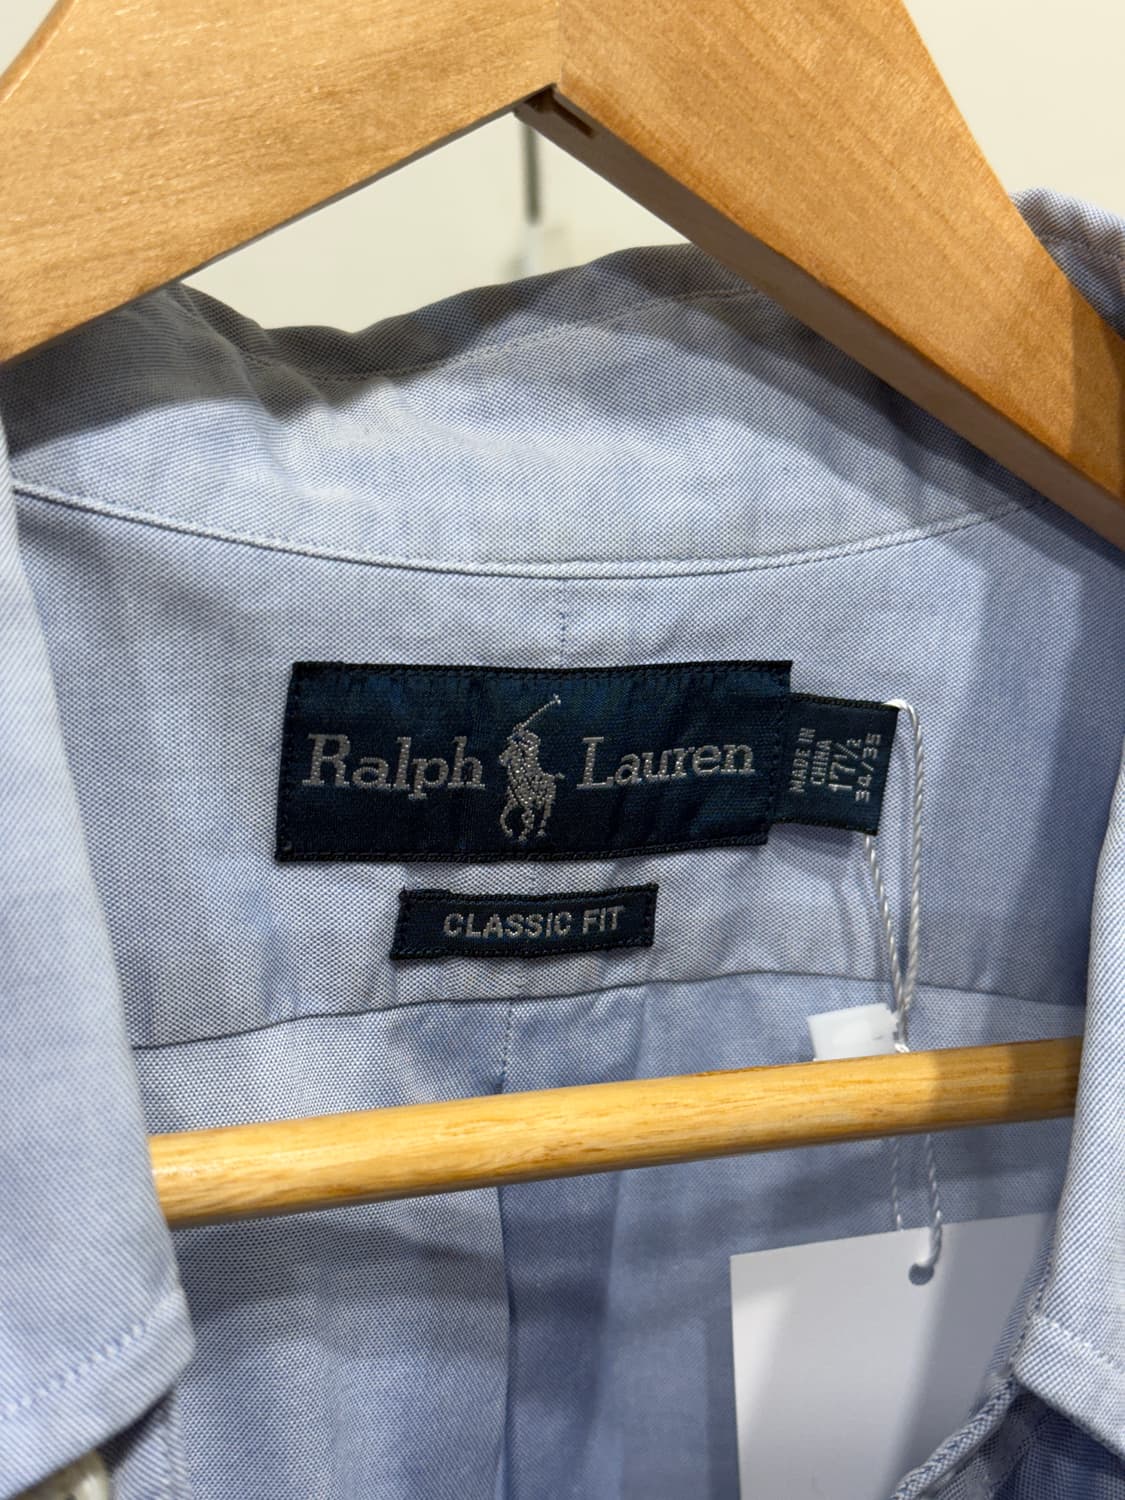 Ralph Lauren
MADE IN
CHINA
17½
34/35
CLASSIC FIT